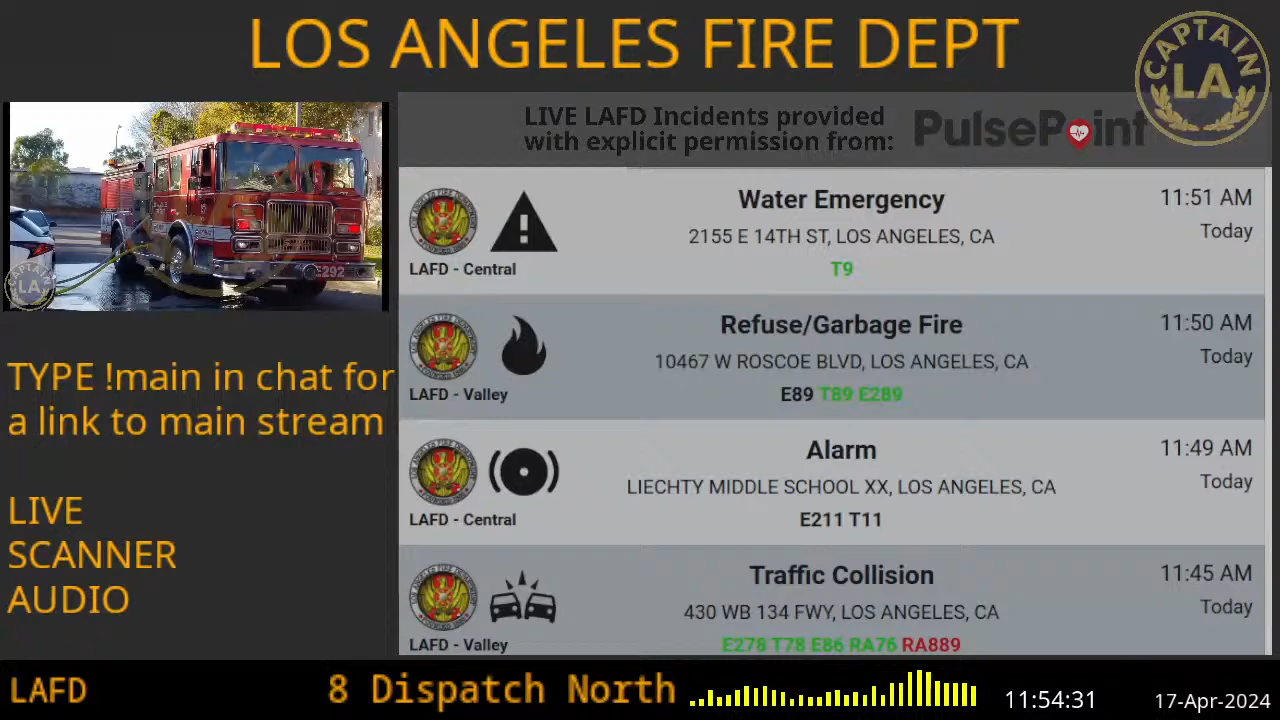 LOS ANGELES FIRE DEPT
CAPTAIN
LA
LIVE LAFD Incidents provided
with explicit permission from:
PulsePoint
E292
LA
Water Emergency
11:51 AM
2155 E 14TH ST, LOS ANGELES, CA
Today
LAFD - Central
T9
Refuse/Garbage Fire
11:50 AM
10467 W ROSCOE BLVD, LOS ANGELES, CA
Today
LAFD - Valley
E89 T89 E289
Alarm
11:49 AM
LIECHTY MIDDLE SCHOOL XX, LOS ANGELES, CA
Today
LAFD - Central
E211 T11
Traffic Collision
11:45 AM
430 WB 134 FWY, LOS ANGELES, CA
Today
LAFD - Valley
E278 T78 E86 RA76 RA889
TYPE !main in chat for
a link to main stream
LIVE
SCANNER
AUDIO
LAFD
8 Dispatch North
11:54:31
17-Apr-2024